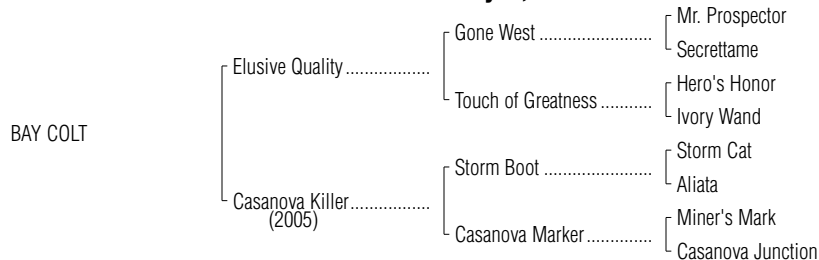 Mr. Prospector
Gone West ........................
Secrettame
Elusive Quality ..................
Hero's Honor
Touch of Greatness ...........
Ivory Wand
BAY COLT
Storm Cat
Storm Boot .......................
Aliata
Casanova Killer .................
(2005)
Miner's Mark
Casanova Marker ..............
Casanova Junction